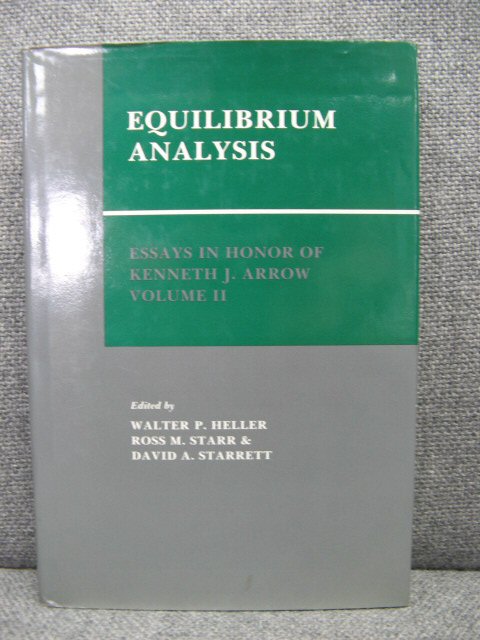 EQUILIBRIUM
ANALYSIS
ESSAYS IN HONOR OF
KENNETH J. ARROW
VOLUME II
Edited by
WALTER P. HELLER
ROSS M. STARR &
DAVID A. STARRETT